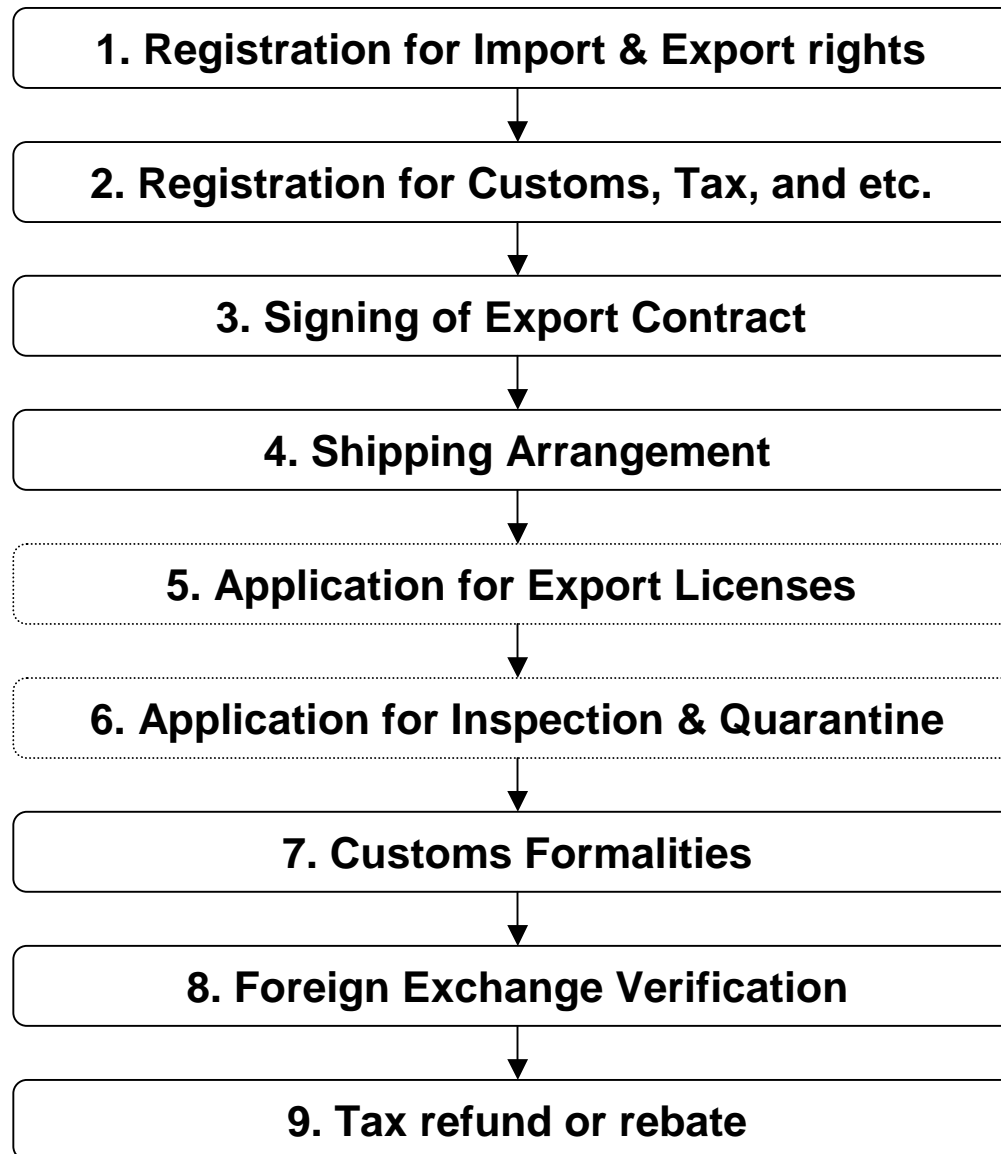 1. Registration for Import & Export rights
2. Registration for Customs, Tax, and etc.
3. Signing of Export Contract
4. Shipping Arrangement
5. Application for Export Licenses
6. Application for Inspection & Quarantine
7. Customs Formalities
8. Foreign Exchange Verification
9. Tax refund or rebate